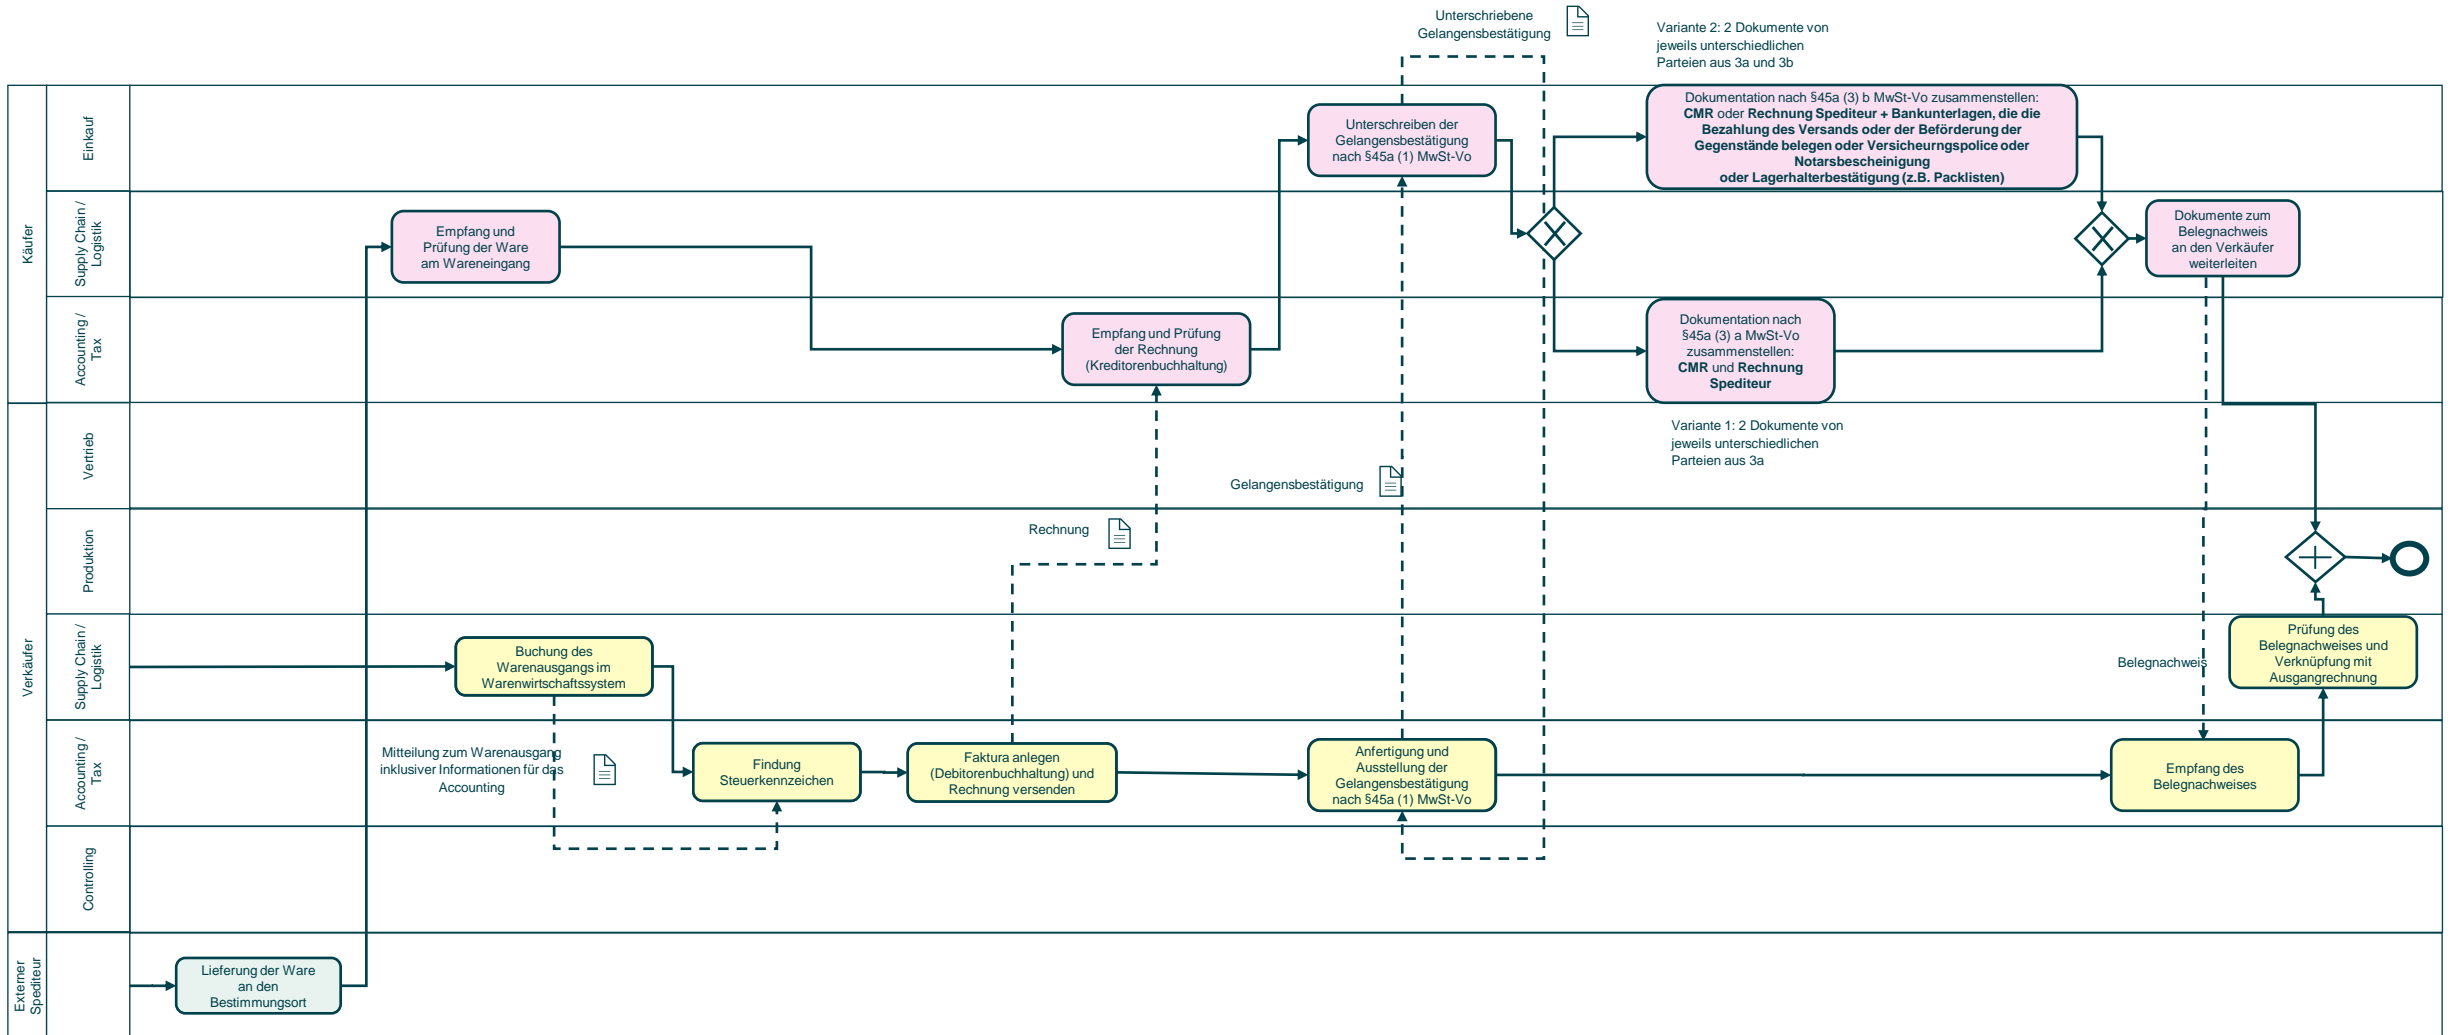 Unterschriebene
Gelangensbestätigung
Variante 2: 2 Dokumente von
jeweils unterschiedlichen
Parteien aus 3a und 3b
Käufer
Einkauf
Unterschreiben der
Gelangensbestätigung
nach §45a (1) MwSt-Vo
Dokumentation nach §45a (3) b MwSt-Vo zusammenstellen:
CMR oder Rechnung Spediteur + Bankunterlagen, die die
Bezahlung des Versands oder der Beförderung der
Gegenstände belegen oder Versicheurngspolice oder
Notarsbescheinigung
oder Lagerhalterbestätigung (z.B. Packlisten)
Supply Chain /
Logistik
Empfang und
Prüfung der Ware
am Wareneingang
Dokumente zum
Belegnachweis
an den Verkäufer
weiterleiten
Accounting /
Tax
Empfang und Prüfung
der Rechnung
(Kreditorenbuchhaltung)
Dokumentation nach
§45a (3) a MwSt-Vo
zusammenstellen:
CMR und Rechnung
Spediteur
Verkäufer
Vertrieb
Variante 1: 2 Dokumente von
jeweils unterschiedlichen
Parteien aus 3a
Gelangensbestätigung
Produktion
Rechnung
Supply Chain /
Logistik
Buchung des
Warenausgangs im
Warenwirtschaftssystem
Belegnachweis
Prüfung des
Belegnachweises und
Verknüpfung mit
Ausgangrechnung
Accounting /
Tax
Mitteilung zum Warenausgang
inklusiver Informationen für das
Accounting
Findung
Steuerkennzeichen
Faktura anlegen
(Debitorenbuchhaltung) und
Rechnung versenden
Anfertigung und
Ausstellung der
Gelangensbestätigung
nach §45a (1) MwSt-Vo
Empfang des
Belegnachweises
Controlling
Externer
Spediteur
Lieferung der Ware
an den
Bestimmungsort